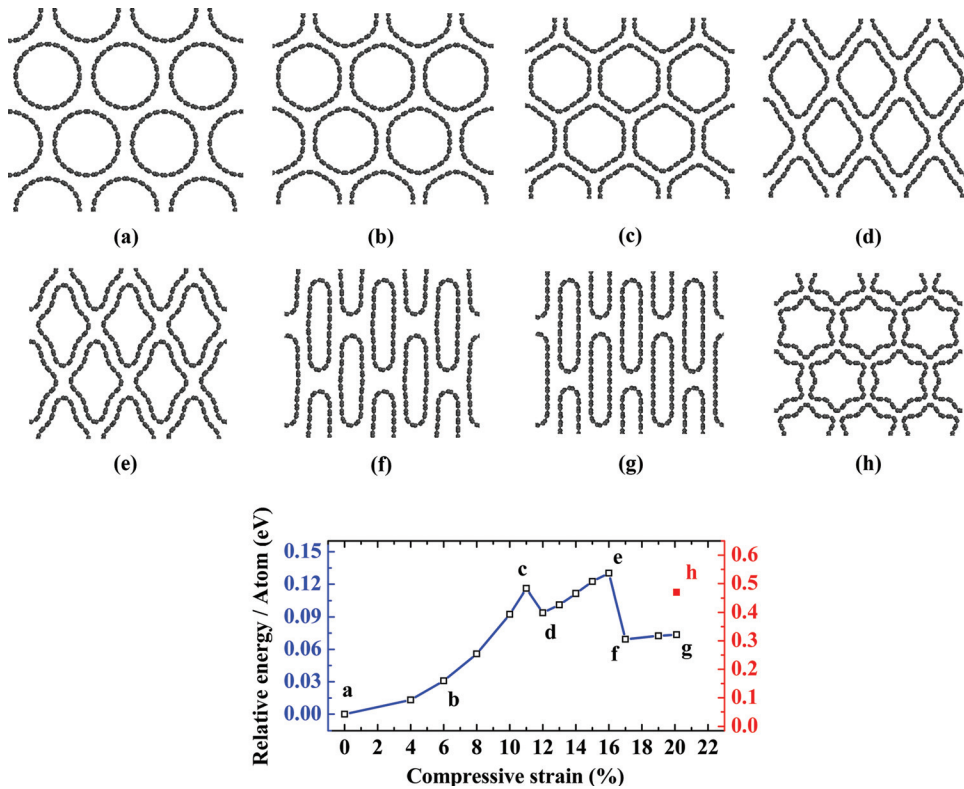 (a) (b) (c) (d)
(e) (f) (g) (h)
Relative energy / Atom (eV)
0.15
0.12
0.09
0.06
0.03
0.00
a
b
c
d
e
f
g
h
0.6
0.5
0.4
0.3
0.2
0.1
0.0
0 2 4 6 8 10 12 14 16 18 20 22
Compressive strain (%)